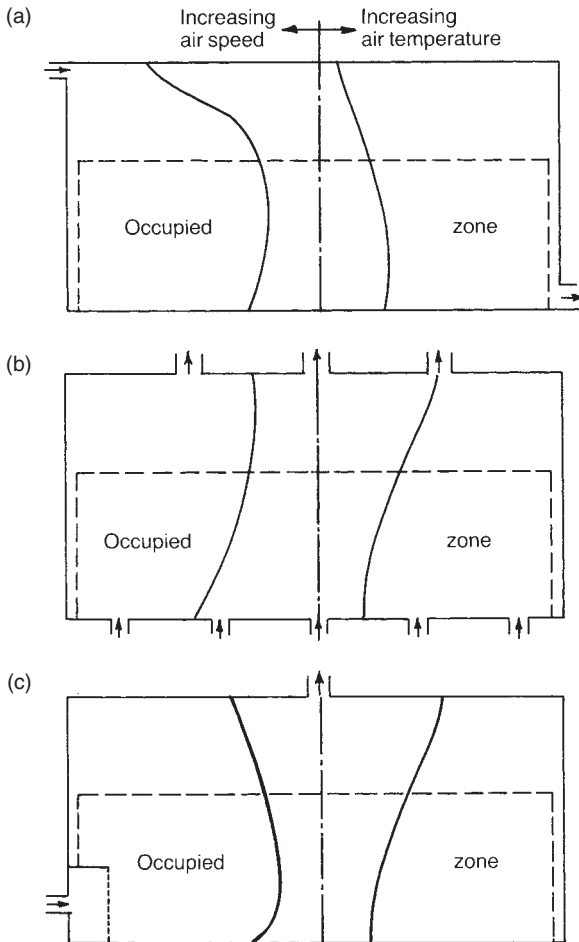 (a)
Increasing
air speed
Increasing
air temperature
Occupied
zone
(b)
Occupied
zone
(c)
Occupied
zone